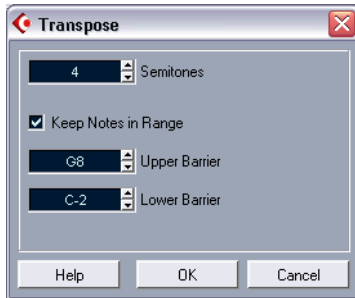 Transpose
4 Semitones
Keep Notes in Range
G8 Upper Barrier
C-2 Lower Barrier
Help OK Cancel